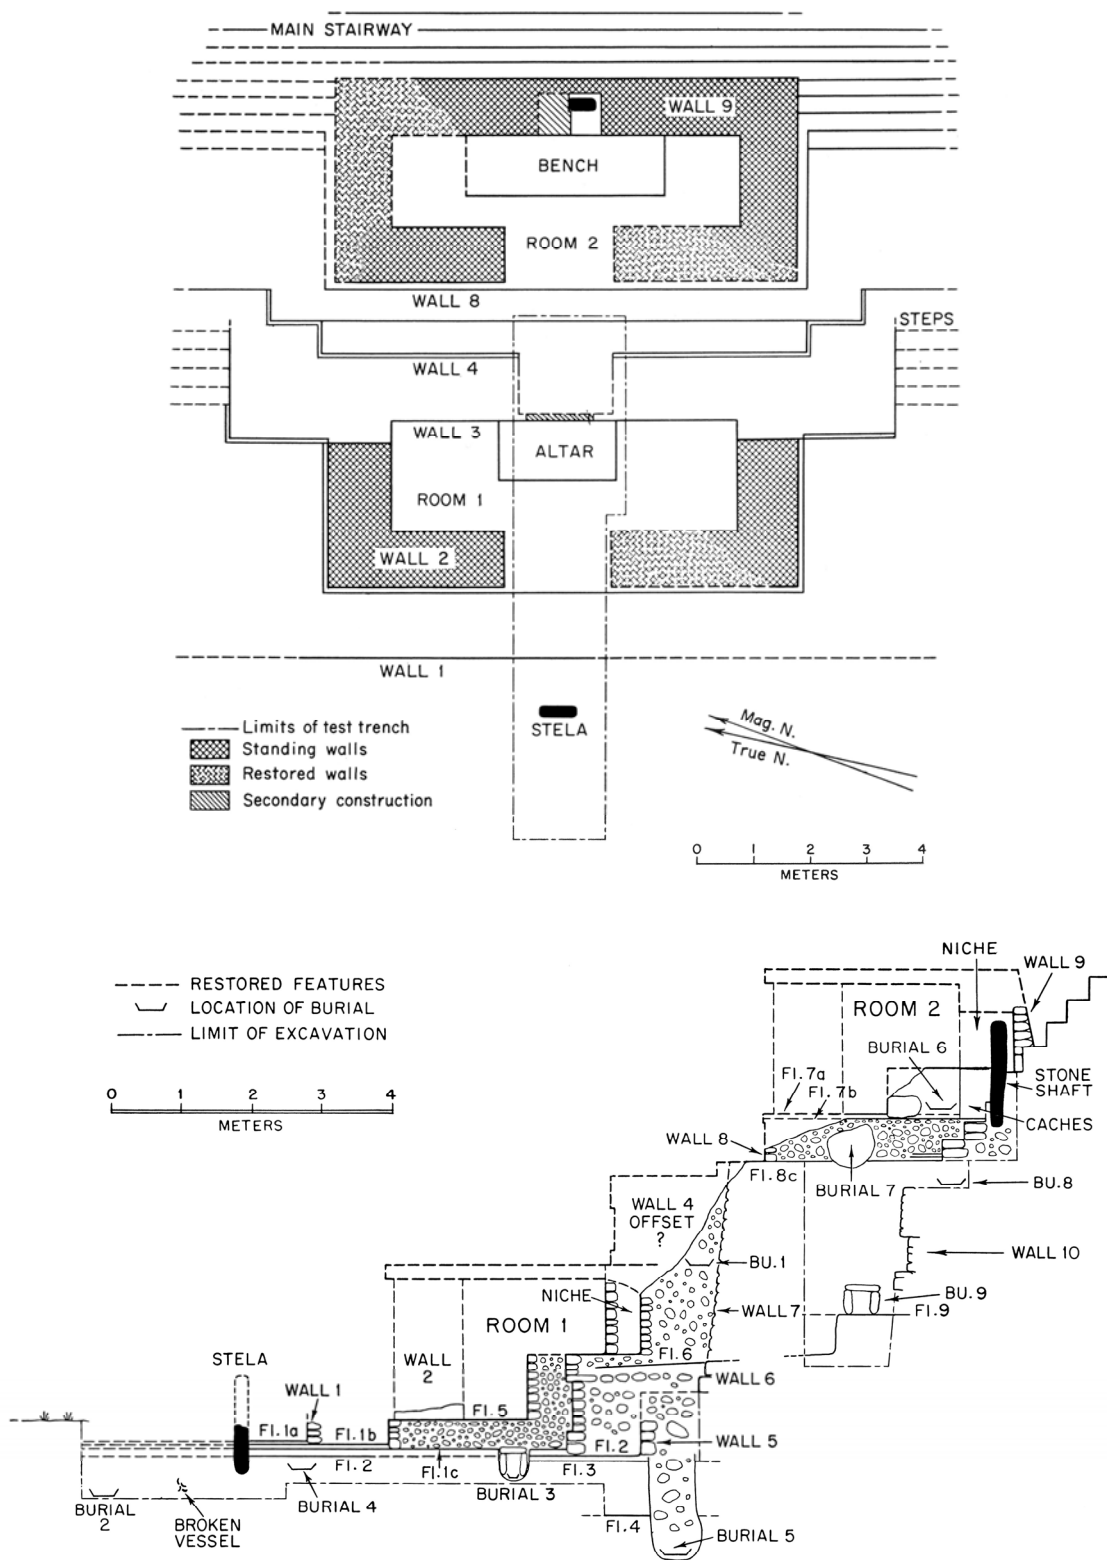 MAIN STAIRWAY
WALL 9
BENCH
ROOM 2
WALL 8
STEPS
WALL 4
WALL 3
ALTAR
ROOM 1
WALL 2
WALL 1
STELA
Limits of test trench
Standing walls
Restored walls
Secondary construction
Mag. N.
True N.
0 1 2 3 4
METERS
RESTORED FEATURES
LOCATION OF BURIAL
LIMIT OF EXCAVATION
0 1 2 3 4
METERS
NICHE
WALL 9
ROOM 2
BURIAL 6
Fl. 7a
Fl. 7b
STONE
SHAFT
CACHES
WALL 8
Fl. 8c
BURIAL 7
BU. 8
WALL 4
OFFSET
?
WALL 10
BU. 1
BU. 9
Fl. 9
NICHE
WALL 7
ROOM 1
Fl. 6
STELA
WALL
2
WALL 6
WALL 1
Fl. 5
Fl. 1a
Fl. 1b
Fl. 2
WALL 5
Fl. 2
Fl. 1c
Fl. 3
BURIAL
2
BROKEN
VESSEL
BURIAL 4
BURIAL 3
Fl. 4
BURIAL 5